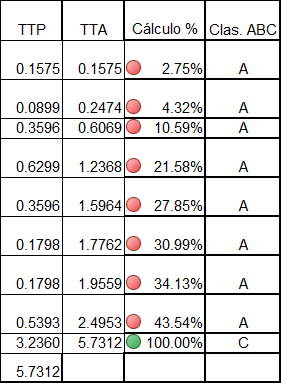 TTP TTA Cálculo % Clas. ABC
0.1575 0.1575 2.75% A
0.0899 0.2474 4.32% A
0.3596 0.6069 10.59% A
0.6299 1.2368 21.58% A
0.3596 1.5964 27.85% A
0.1798 1.7762 30.99% A
0.1798 1.9559 34.13% A
0.5393 2.4953 43.54% A
3.2360 5.7312 100.00% C
5.7312